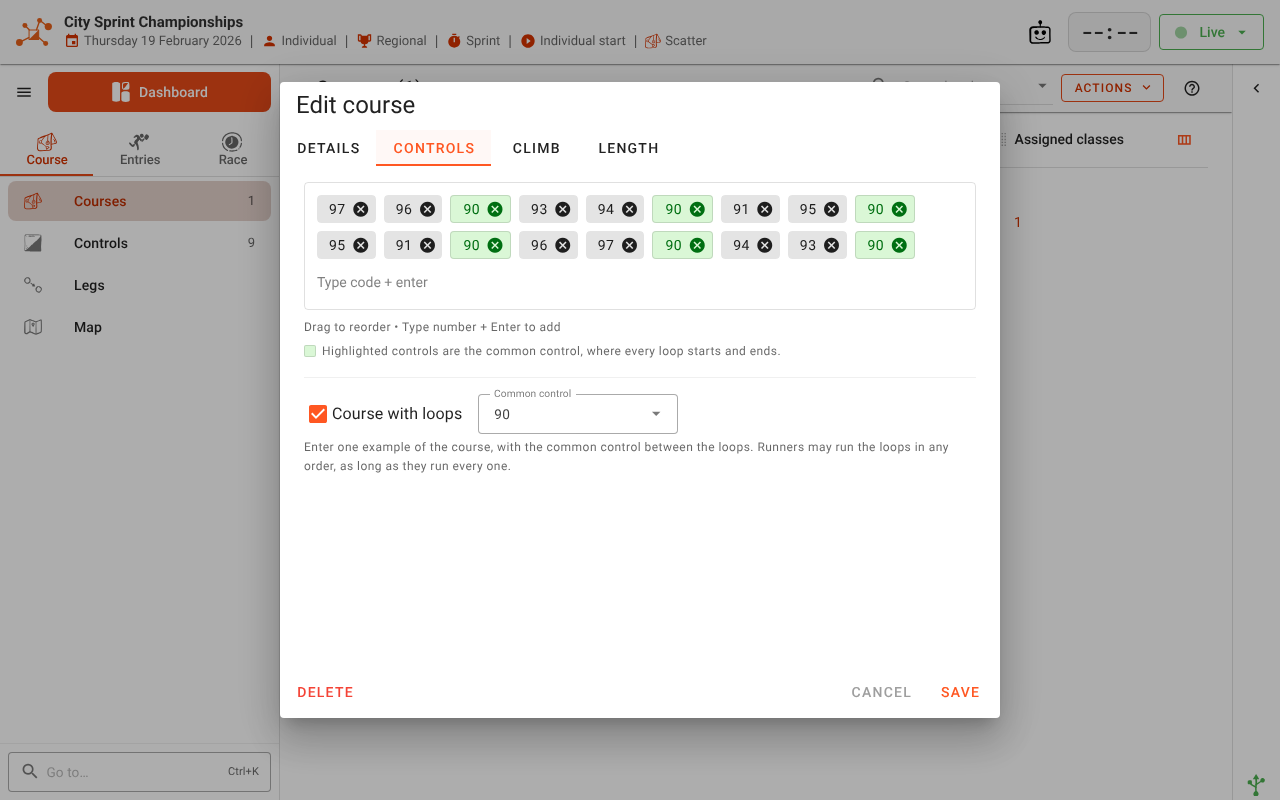 City Sprint Championships
Thursday 19 February 2026 | Individual | Regional | Sprint | Individual start | Scatter
--:--
Live
Dashboard
ACTIONS
Course
Entries
Race
Assigned classes
Courses 1
Controls 9
Legs
Map
1
Edit course
DETAILS
CONTROLS
CLIMB
LENGTH
97 96 90 93 94 90 91 95 90
95 91 90 96 97 90 94 93 90
Type code + enter
Drag to reorder • Type number + Enter to add
Highlighted controls are the common control, where every loop starts and ends.
Course with loops
Common control
90
Enter one example of the course, with the common control between the loops. Runners may run the loops in any
order, as long as they run every one.
DELETE
CANCEL
SAVE
Go to…
Ctrl+K